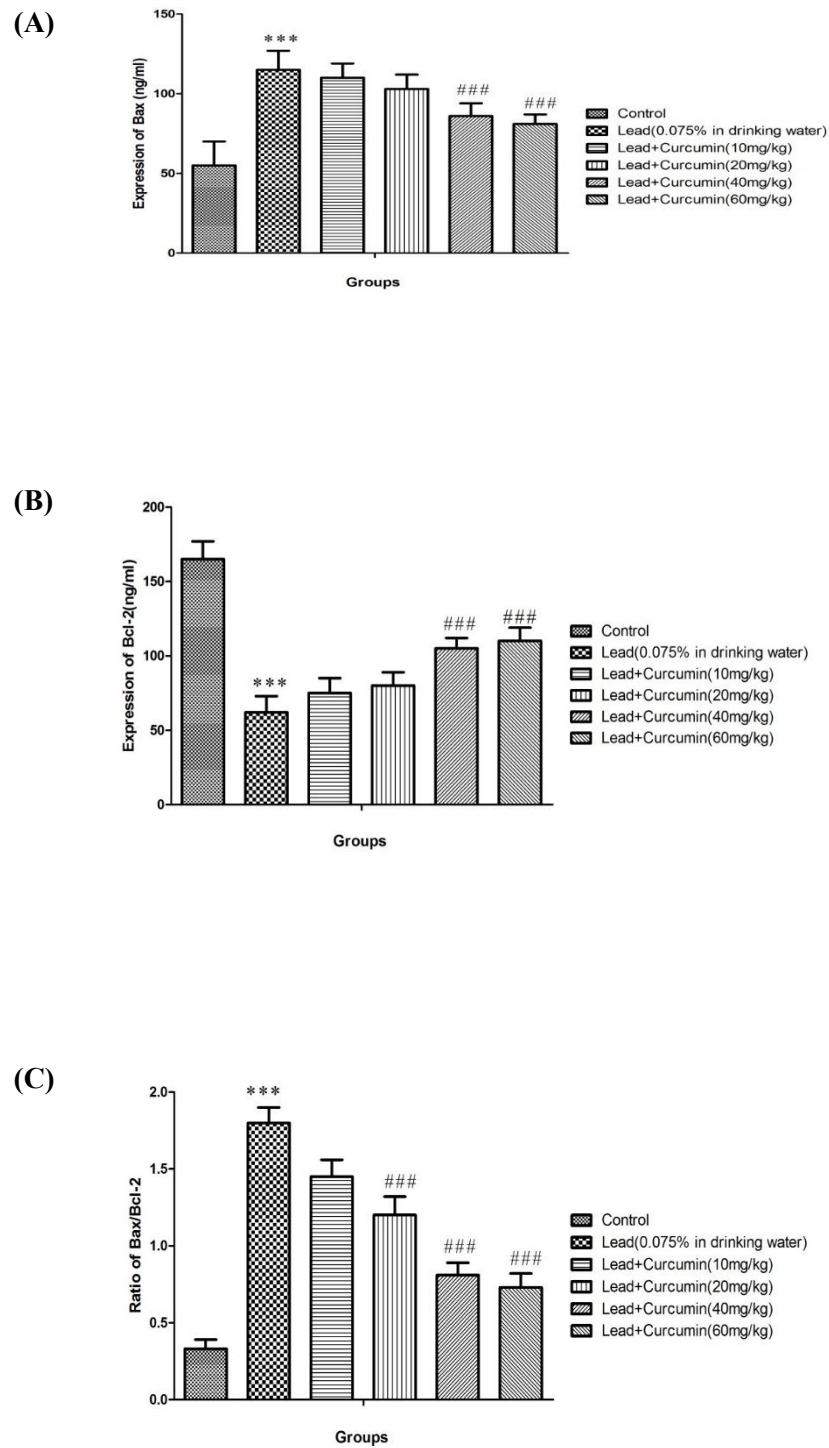 (A)
Expression of Bax (ng/ml)
150
100
50
0
***
###
###
Groups
Control
Lead(0.075% in drinking water)
Lead+Curcumin(10mg/kg)
Lead+Curcumin(20mg/kg)
Lead+Curcumin(40mg/kg)
Lead+Curcumin(60mg/kg)
(B)
Expression of Bcl-2(ng/ml)
200
150
100
50
0
***
###
###
Groups
Control
Lead(0.075% in drinking water)
Lead+Curcumin(10mg/kg)
Lead+Curcumin(20mg/kg)
Lead+Curcumin(40mg/kg)
Lead+Curcumin(60mg/kg)
(C)
Ratio of Bax/Bcl-2
2.0
1.5
1.0
0.5
0.0
***
###
###
###
Groups
Control
Lead(0.075% in drinking water)
Lead+Curcumin(10mg/kg)
Lead+Curcumin(20mg/kg)
Lead+Curcumin(40mg/kg)
Lead+Curcumin(60mg/kg)